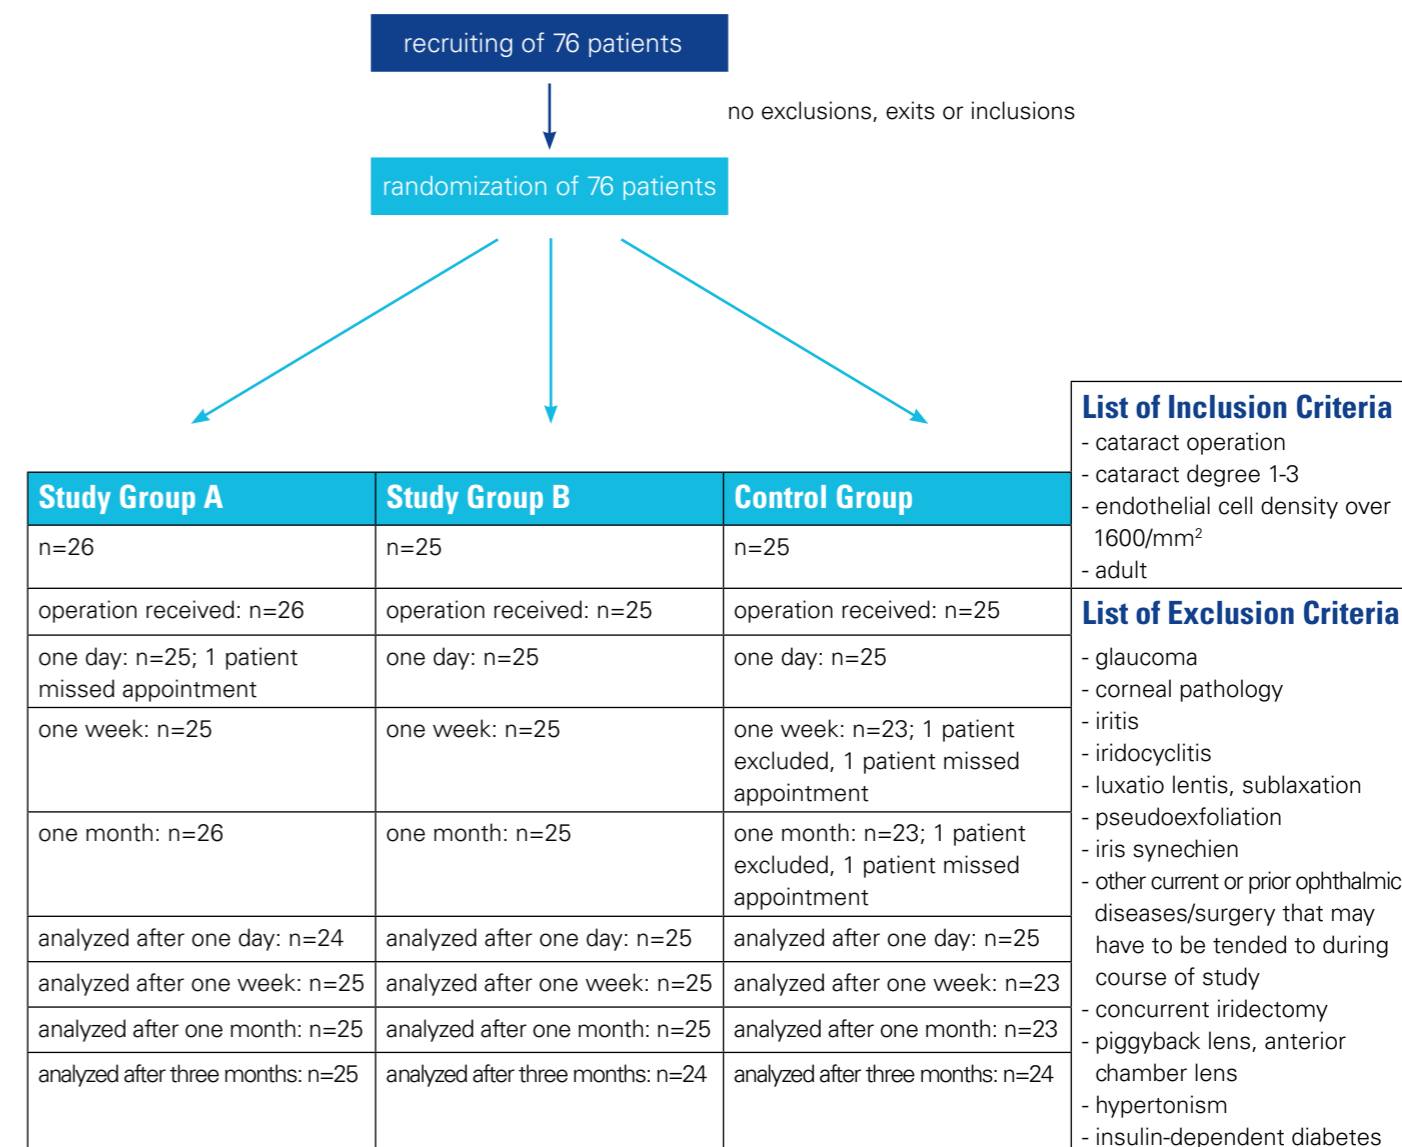 recruiting of 76 patients
no exclusions, exits or inclusions
randomization of 76 patients
Study Group A
Study Group B
Control Group
n=26
n=25
n=25
operation received: n=26
operation received: n=25
operation received: n=25
one day: n=25; 1 patient
missed appointment
one day: n=25
one day: n=25
one week: n=25
one week: n=25
one week: n=23; 1 patient
excluded, 1 patient missed
appointment
one month: n=26
one month: n=25
one month: n=23; 1 patient
excluded, 1 patient missed
appointment
analyzed after one day: n=24
analyzed after one day: n=25
analyzed after one day: n=25
analyzed after one week: n=25
analyzed after one week: n=25
analyzed after one week: n=23
analyzed after one month: n=25
analyzed after one month: n=25
analyzed after one month: n=23
analyzed after three months: n=25
analyzed after three months: n=24
analyzed after three months: n=24
List of Inclusion Criteria
- cataract operation
- cataract degree 1-3
- endothelial cell density over
1600/mm²
- adult
List of Exclusion Criteria
- glaucoma
- corneal pathology
- iritis
- iridocyclitis
- luxatio lentis, sublaxation
- pseudoexfoliation
- iris synechien
- other current or prior ophthalmic
diseases/surgery that may
have to be tended to during
course of study
- concurrent iridectomy
- piggyback lens, anterior
chamber lens
- hypertonism
- insulin-dependent diabetes